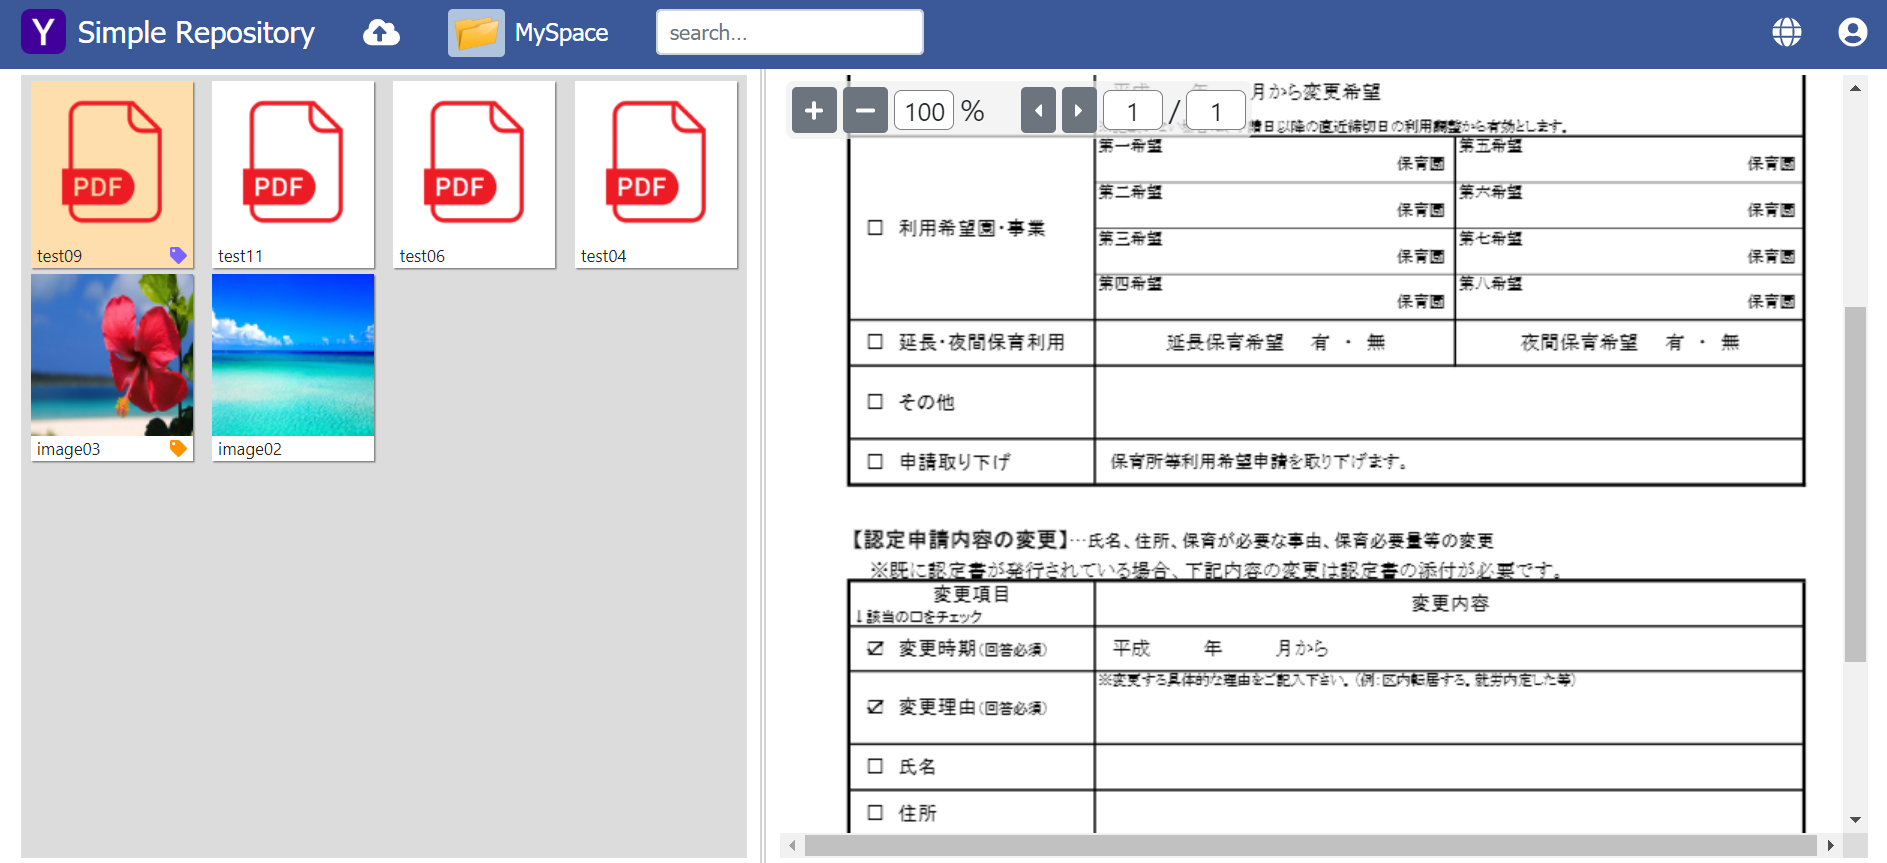 Y Simple Repository MySpace search...
PDF PDF PDF PDF
test09 test11 test06 test04
image03 image02
+ − 100 % 1 / 1
月から変更希望
請日以降の直近締切日の利用調整から有効とします。
第一希望 保育園 第五希望 保育園
第二希望 保育園 第六希望 保育園
□ 利用希望園・事業
第三希望 保育園 第七希望 保育園
第四希望 保育園 第八希望 保育園
□ 延長・夜間保育利用 延長保育希望 有 ・ 無 夜間保育希望 有 ・ 無
□ その他
□ 申請取り下げ 保育所等利用希望申請を取り下げます。
【認定申請内容の変更】…氏名、住所、保育が必要な事由、保育必要量等の変更
※既に認定書が発行されている場合、下記内容の変更は認定書の添付が必要です。
変更項目 変更内容
↓該当の口をチェック
☑ 変更時期(回答必須) 平成 年 月から
※変更する具体的な理由をご記入下さい。(例:区内転居する。就労内定した等)
☑ 変更理由(回答必須)
□ 氏名
□ 住所